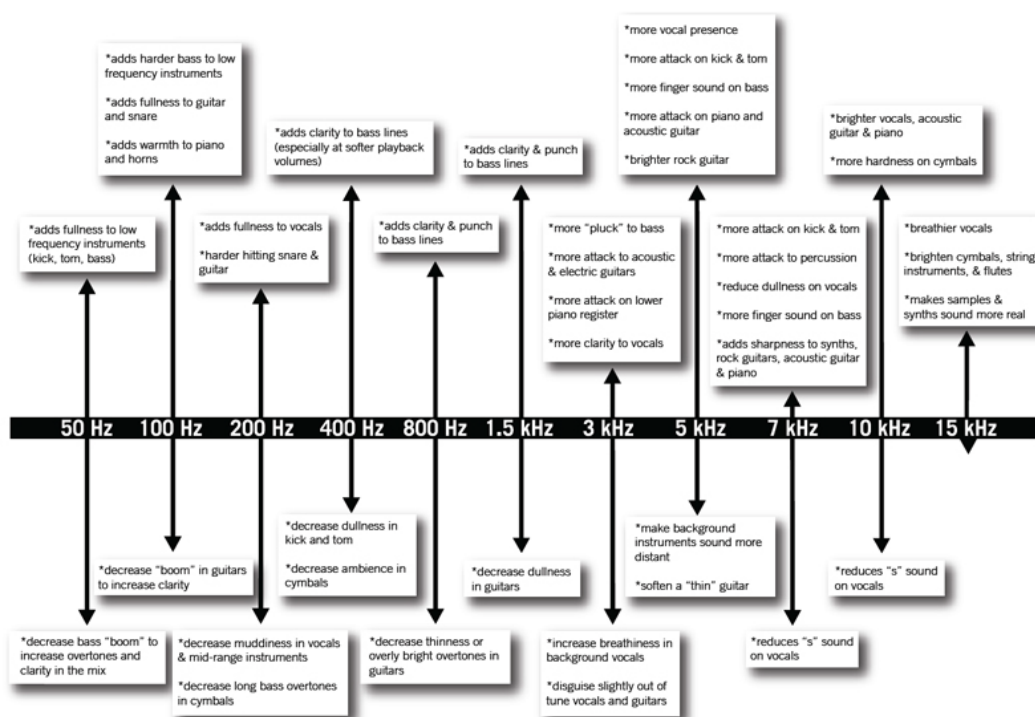 *adds harder bass to low
frequency instruments
*adds fullness to guitar
and snare
*adds warmth to piano
and horns
*more vocal presence
*more attack on kick & tom
*more finger sound on bass
*more attack on piano and
acoustic guitar
*brighter rock guitar
*adds clarity to bass lines
(especially at softer playback
volumes)
*adds clarity & punch
to bass lines
*brighter vocals, acoustic
guitar & piano
*more hardness on cymbals
*adds fullness to low
frequency instruments
(kick, tom, bass)
*adds fullness to vocals
*harder hitting snare &
guitar
*adds clarity & punch
to bass lines
*more “pluck” to bass
*more attack to acoustic
& electric guitars
*more attack on lower
piano register
*more clarity to vocals
*more attack on kick & tom
*more attack to percussion
*reduce dullness on vocals
*more finger sound on bass
*adds sharpness to synths,
rock guitars, acoustic guitar
& piano
*breathier vocals
*brighten cymbals, string
instruments, & flutes
*makes samples &
synths sound more real
50 Hz 100 Hz 200 Hz 400 Hz 800 Hz 1.5 kHz 3 kHz 5 kHz 7 kHz 10 kHz 15 kHz
*decrease “boom” in guitars
to increase clarity
*decrease dullness in
kick and tom
*decrease ambience in
cymbals
*decrease dullness
in guitars
*make background
instruments sound more
distant
*soften a “thin” guitar
*reduces “s” sound
on vocals
*decrease bass “boom” to
increase overtones and
clarity in the mix
*decrease muddiness in vocals
& mid-range instruments
*decrease long bass overtones
in cymbals
*decrease thinness or
overly bright overtones in
guitars
*increase breathiness in
background vocals
*disguise slightly out of
tune vocals and guitars
*reduces “s” sound
on vocals